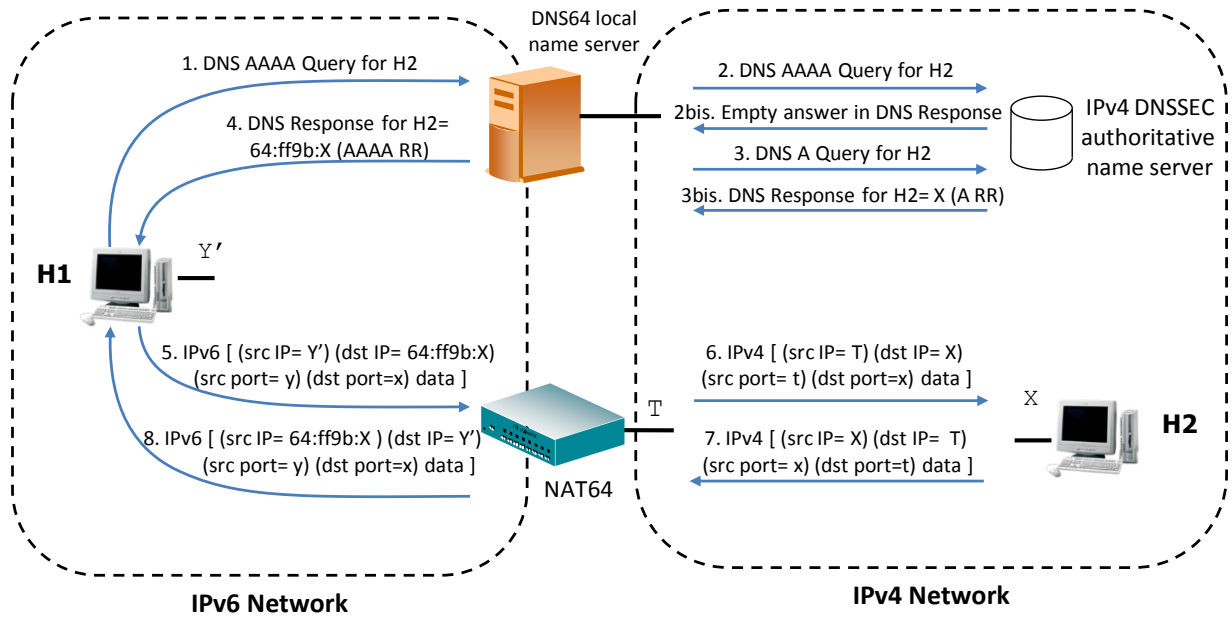 DNS64 local
name server
1. DNS AAAA Query for H2
4. DNS Response for H2=
64:ff9b:X (AAAA RR)
2. DNS AAAA Query for H2
2bis. Empty answer in DNS Response
3. DNS A Query for H2
3bis. DNS Response for H2= X (A RR)
IPv4 DNSSEC
authoritative
name server
H1
Y'
5. IPv6 [ (src IP= Y') (dst IP= 64:ff9b:X)
(src port= y) (dst port=x) data ]
8. IPv6 [ (src IP= 64:ff9b:X ) (dst IP= Y')
(src port= y) (dst port=x) data ]
NAT64
T
6. IPv4 [ (src IP= T) (dst IP= X)
(src port= t) (dst port=x) data ]
7. IPv4 [ (src IP= X) (dst IP= T)
(src port= x) (dst port=t) data ]
X
H2
IPv6 Network
IPv4 Network